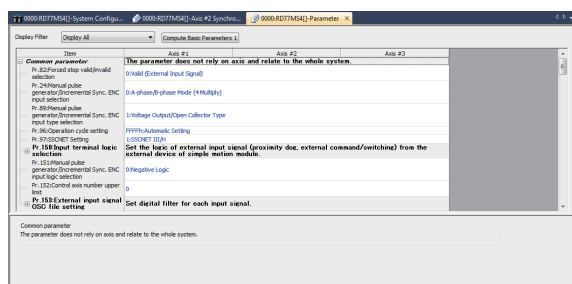 0000:RD77MS4[]-System Configu...
0000:RD77MS4[]-Axis #2 Synchro...
0000:RD77MS4[]-Parameter
Display Filter
Display All
Compute Basic Parameters 1
Item
Axis #1
Axis #2
Axis #3
Common parameter
The parameter does not rely on axis and relate to the whole system.
Pr.82:Forced stop valid/invalid
selection
0:Valid (External Input Signal)
Pr.24:Manual pulse
generator/Incremental Sync. ENC
input selection
0:A-phase/B-phase Mode (4 Multiply)
Pr.89:Manual pulse
generator/Incremental Sync. ENC
input type selection
1:Voltage Output/Open Collector Type
Pr.96:Operation cycle setting
FFFFh:Automatic Setting
Pr.97:SSCNET Setting
1:SSCNET III/H
Pr.150:Input terminal logic
selection
Set the logic of external input signal (proximity dog, external command/switching) from the
external device of simple motion module.
Pr.151:Manual pulse
generator/Incremental Sync. ENC
input logic selection
0:Negative Logic
Pr.152:Control axis number upper
limit
0
Pr.153:External input signal
OSC file setting
Set digital filter for each input signal.
Common parameter
The parameter does not rely on axis and relate to the whole system.